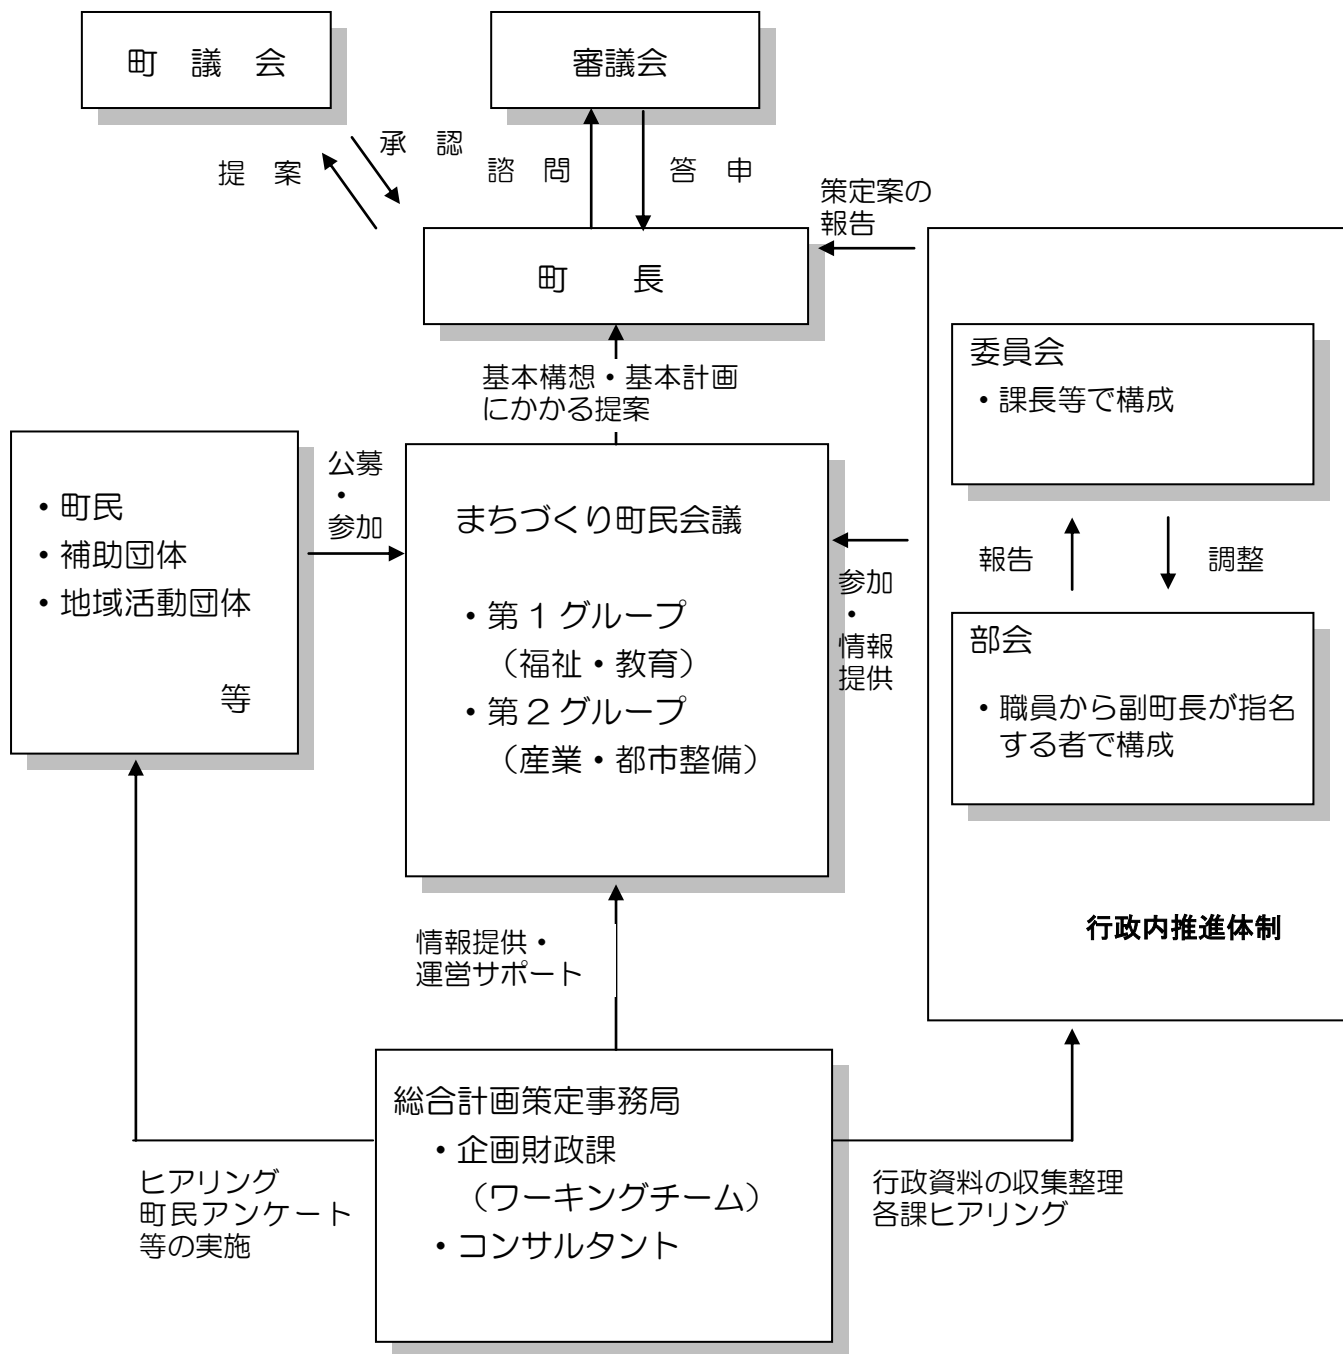 町　議　会
審議会
承　認
提　案
諮　問
答　申
策定案の
報告
町　　長
委員会
・課長等で構成
基本構想・基本計画
にかかる提案
公募
・
参加
・町民
・補助団体
・地域活動団体
等
まちづくり町民会議
・第１グループ
（福祉・教育）
・第２グループ
（産業・都市整備）
参加
・
情報
提供
報告
調整
部会
・職員から副町長が指名
する者で構成
行政内推進体制
情報提供・
運営サポート
総合計画策定事務局
・企画財政課
（ワーキングチーム）
・コンサルタント
ヒアリング
町民アンケート
等の実施
行政資料の収集整理
各課ヒアリング